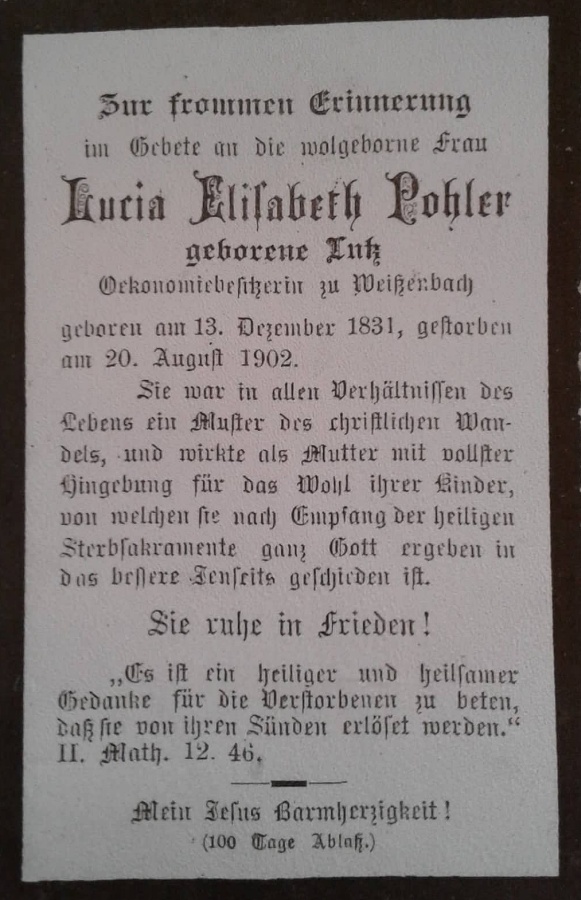 Zur frommen Erinnerung
im Gebete an die wolgeborne Frau
Lucia Elisabeth Pohler
geborene Lutz
Oekonomiebesitzerin zu Weißenbach
geboren am 13. Dezember 1831, gestorben
am 20. August 1902.
Sie war in allen Verhältnissen des
Lebens ein Muster des christlichen Wan-
dels, und wirkte als Mutter mit vollster
Hingebung für das Wohl ihrer Kinder,
von welchen sie nach Empfang der heiligen
Sterbsakramente ganz Gott ergeben in
das bessere Jenseits geschieden ist.
Sie ruhe in Frieden!
„Es ist ein heiliger und heilsamer
Gedanke für die Verstorbenen zu beten,
daß sie von ihren Sünden erlöset werden.“
II. Math. 12. 46.
Mein Jesus Barmherzigkeit!
(100 Tage Ablaß.)